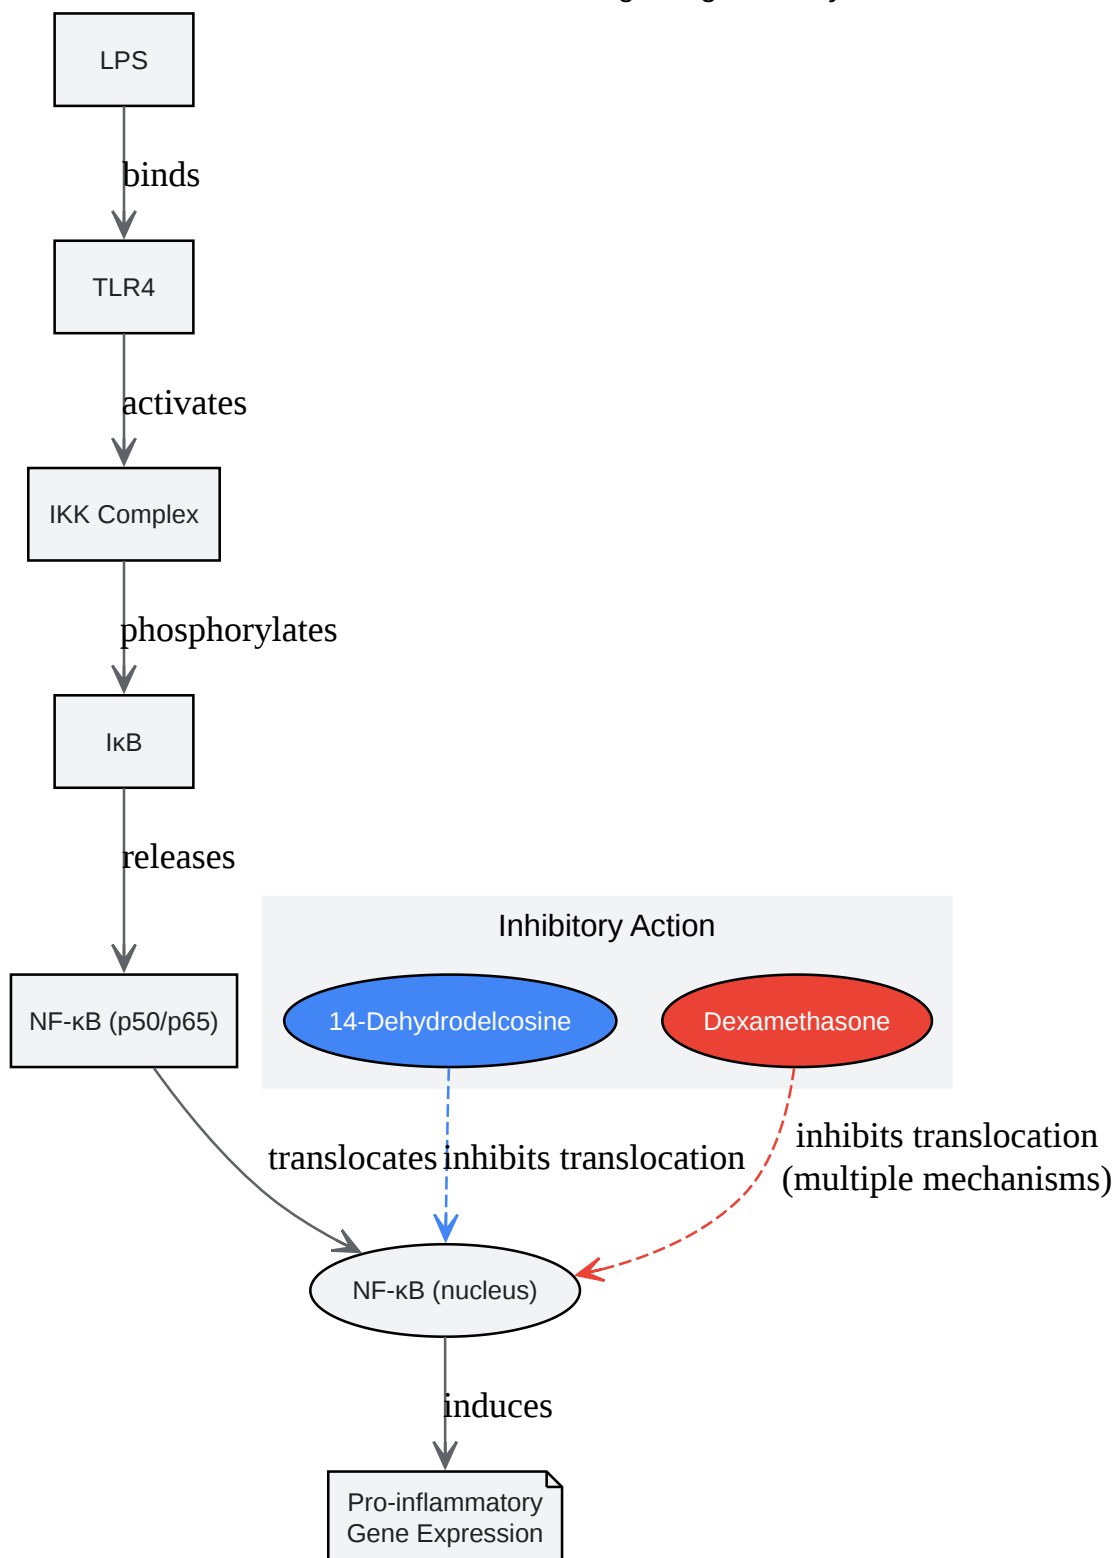 LPS
binds
TLR4
activates
IKK Complex
phosphorylates
IκB
releases
Inhibitory Action
NF-κB (p50/p65)
14-Dehydrodelcosine
Dexamethasone
translocates
inhibits translocation
inhibits translocation
(multiple mechanisms)
NF-κB (nucleus)
induces
Pro-inflammatory
Gene Expression